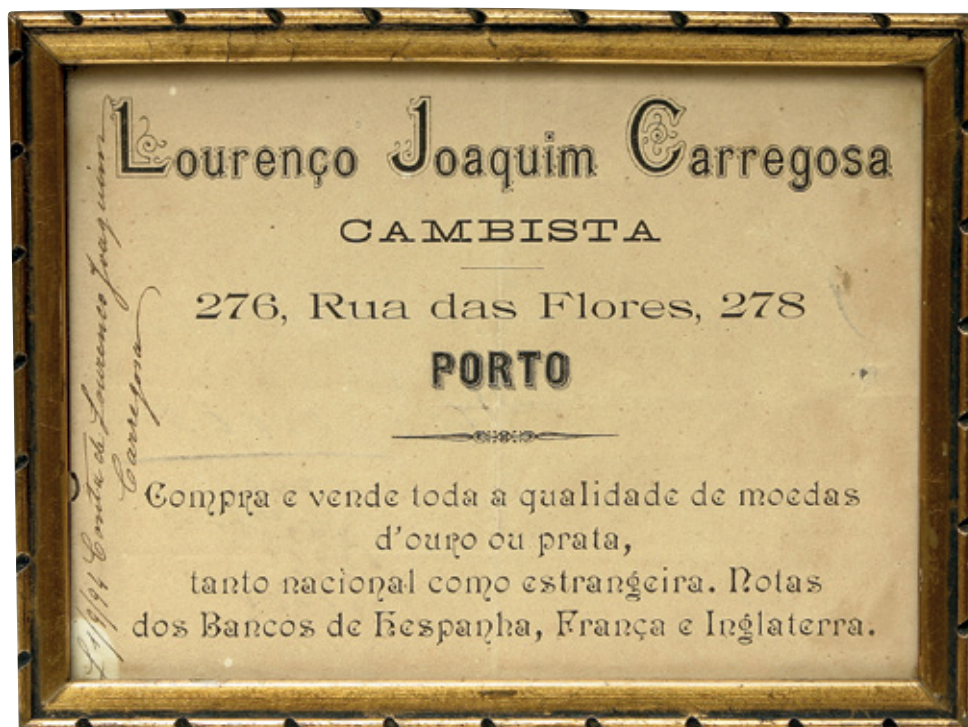 Lourenço Joaquim Carregosa
CAMBISTA
276, Rua das Flores, 278
PORTO
Compra e vende toda a qualidade de moedas
d'ouro ou prata,
tanto nacional como estrangeira. Notas
dos Bancos de Hespanha, França e Inglaterra.
Conta de Lourenco Joaquim
Carregosa